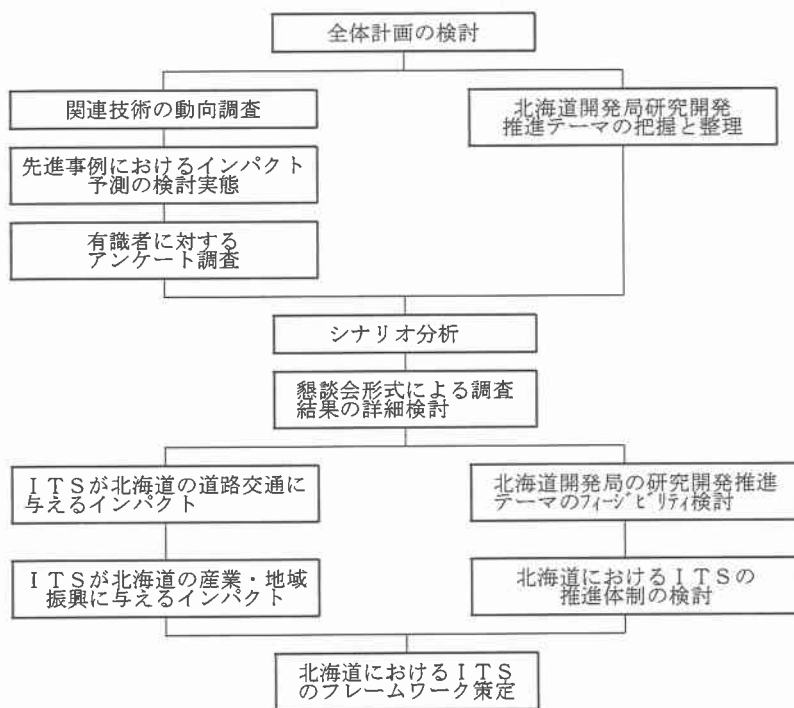 全体計画の検討
関連技術の動向調査
北海道開発局研究開発
推進テーマの把握と整理
先進事例におけるインパクト
予測の検討実態
有識者に対する
アンケート調査
シナリオ分析
懇談会形式による調査
結果の詳細検討
ＩＴＳが北海道の道路交通に
与えるインパクト
北海道開発局の研究開発推進
テーマのﾌｨｰｼﾞﾋﾞﾘﾃｨ検討
ＩＴＳが北海道の産業・地域
振興に与えるインパクト
北海道におけるＩＴＳの
推進体制の検討
北海道におけるＩＴＳ
のフレームワーク策定